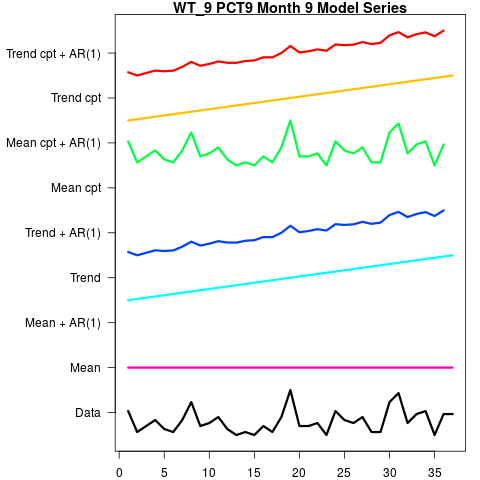 WT_9 PCT9 Month 9 Model Series
Trend cpt + AR(1)
Trend cpt
Mean cpt + AR(1)
Mean cpt
Trend + AR(1)
Trend
Mean + AR(1)
Mean
Data
0 5 10 15 20 25 30 35